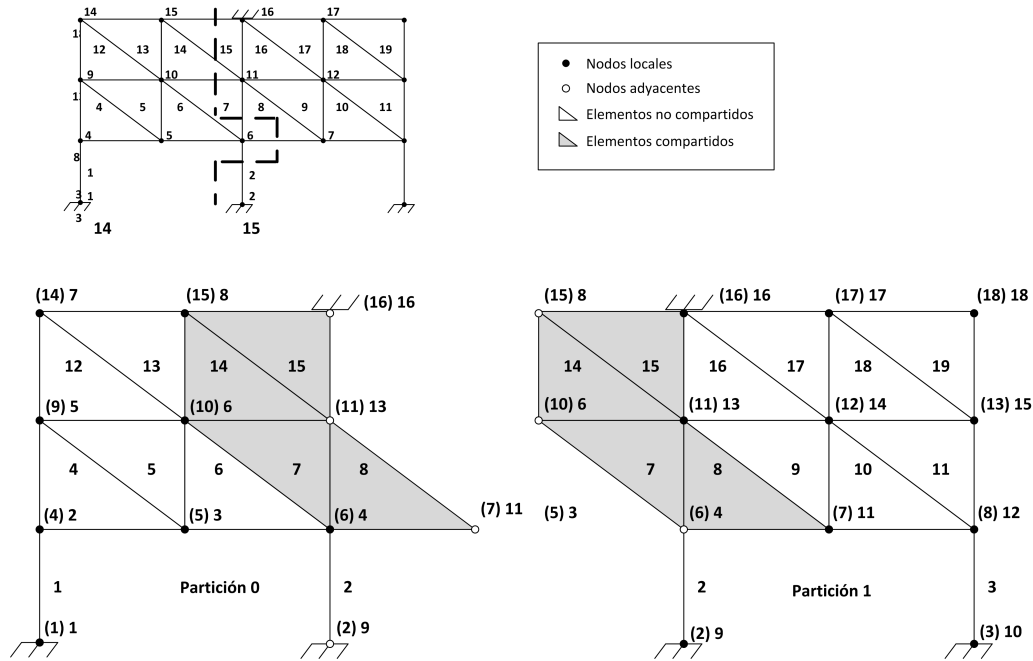 14 15 16 17
18
12 13 14 15 16 17 18 19
9 10 11 12
13
4 5 6 7 8 9 10 11
4 5 6 7
8
1 2
3 1 2
3
14 15
Nodos locales
Nodos adyacentes
Elementos no compartidos
Elementos compartidos
(14) 7 (15) 8 (16) 16
12 13 14 15
(9) 5 (10) 6 (11) 13
4 5 6 7 8
(4) 2 (5) 3 (6) 4 (7) 11
1 Partición 0 2
(1) 1 (2) 9
(15) 8 (16) 16 (17) 17 (18) 18
14 15 16 17 18 19
(10) 6 (11) 13 (12) 14 (13) 15
7 8 9 10 11
(5) 3 (6) 4 (7) 11 (8) 12
2 Partición 1 3
(2) 9 (3) 10